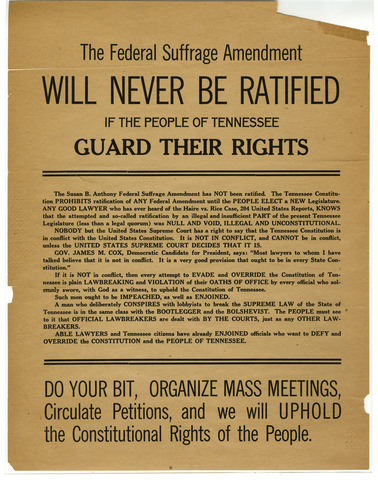 The Federal Suffrage Amendment
WILL NEVER BE RATIFIED
IF THE PEOPLE OF TENNESSEE
GUARD THEIR RIGHTS
The Susan B. Anthony Federal Suffrage Amendment has NOT been ratified. The Tennessee Constitu-
tion PROHIBITS ratification of ANY Federal Amendment until the PEOPLE ELECT a NEW Legislature.
ANY GOOD LAWYER who has ever heard of the Haire vs. Rice Case, 204 United States Reports, KNOWS
that the attempted and so-called ratification by an illegal and insufficient PART of the present Tennessee
Legislature (less than a legal quorum) was NULL AND VOID, ILLEGAL AND UNCONSTITUTIONAL.
NOBODY but the United States Supreme Court has a right to say that the Tennessee Constitution is
in conflict with the United States Constitution. It is NOT IN CONFLICT, and CANNOT be in conflict,
unless the UNITED STATES SUPREME COURT DECIDES THAT IT IS.
GOV. JAMES M. COX, Democratic Candidate for President, says: "Most lawyers to whom I have
talked believe that it is not in conflict. It is a very good provision that ought to be in every State Con-
stitution."
If it is NOT in conflict, then every attempt to EVADE and OVERRIDE the Constitution of Ten-
nessee is plain LAWBREAKING and VIOLATION of their OATHS OF OFFICE by every official who sol-
emnly swore, with God as a witness, to uphold the Constitution of Tennessee.
Such men ought to be IMPEACHED, as well as ENJOINED.
A man who deliberately CONSPIRES with lobbyists to break the SUPREME LAW of the State of
Tennessee is in the same class with the BOOTLEGGER and the BOLSHEVIST. The PEOPLE must see
to it that OFFICIAL LAWBREAKERS are dealt with BY THE COURTS, just as any OTHER LAW-
BREAKERS.
ABLE LAWYERS and Tennessee citizens have already ENJOINED officials who want to DEFY and
OVERRIDE the CONSTITUTION and the PEOPLE OF TENNESSEE.
DO YOUR BIT, ORGANIZE MASS MEETINGS,
Circulate Petitions, and we will UPHOLD
the Constitutional Rights of the People.